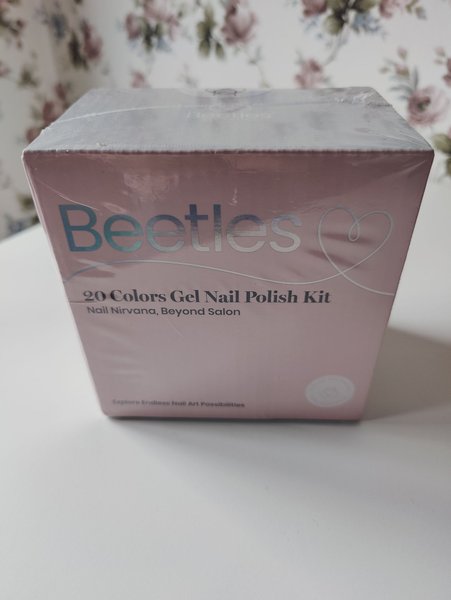 Beetles
20 Colors Gel Nail Polish Kit
Nail Nirvana, Beyond Salon
Explore Endless Nail Art Possibilities